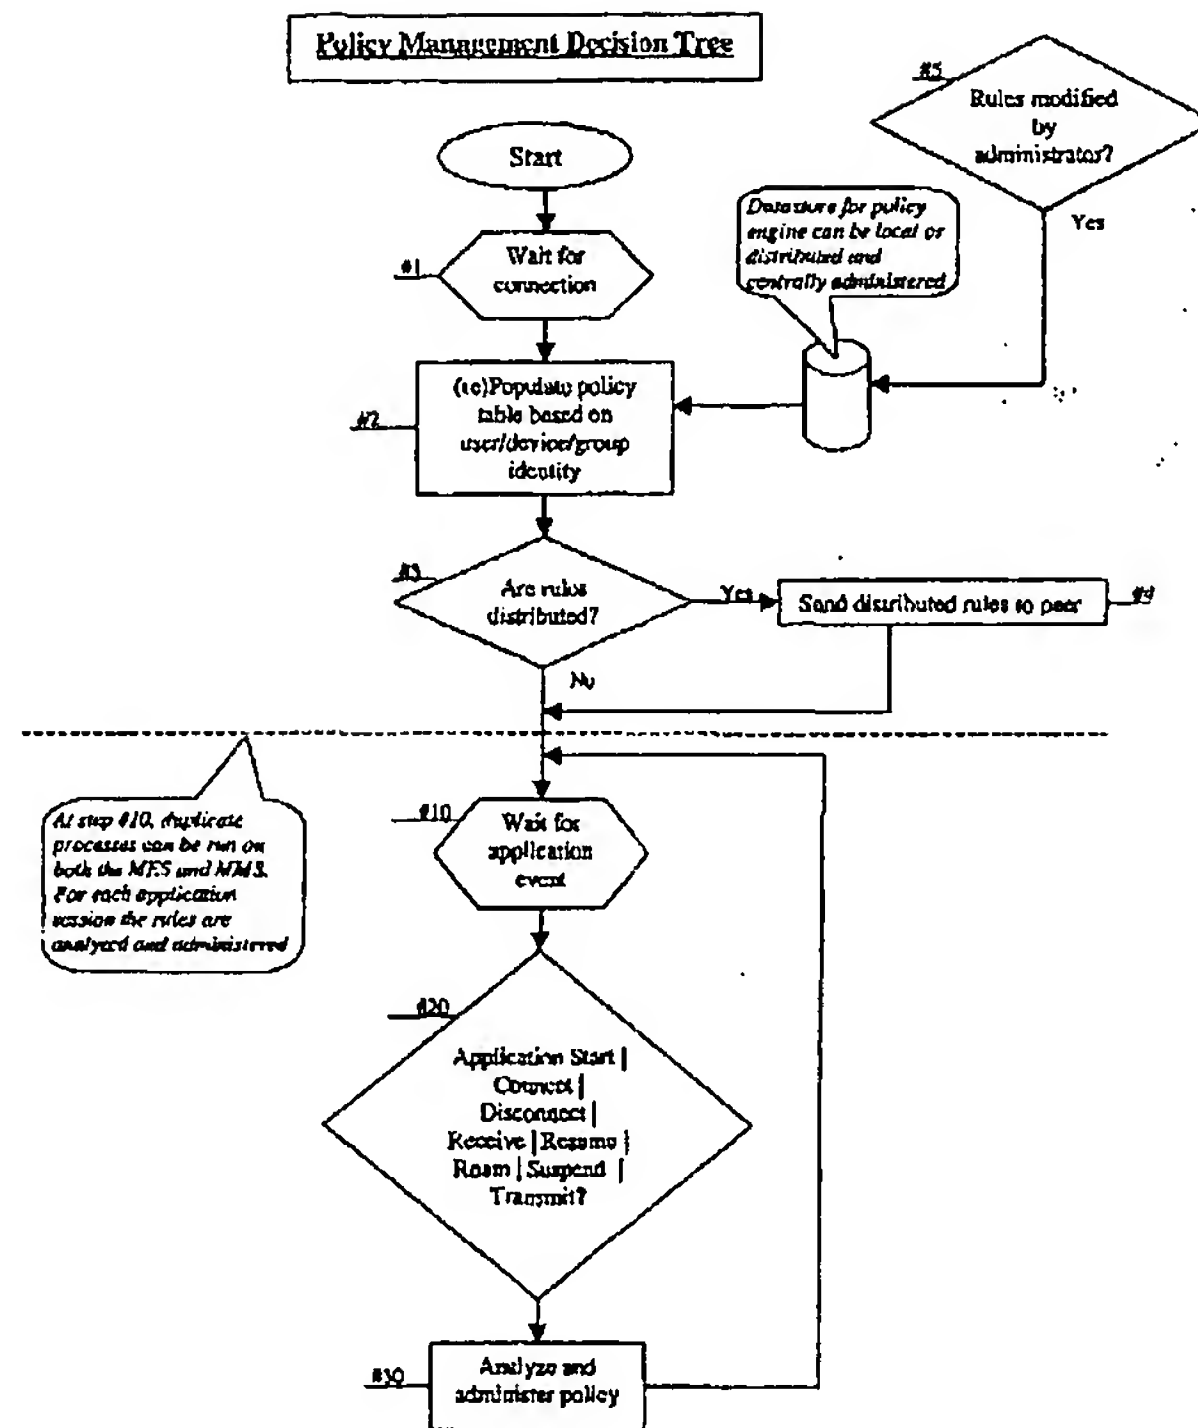 Policy Management Decision Tree
#5
Rules modified
by
administrator?
Yes
Start
#1
Wait for
connection
Datastore for policy
engine can be local or
distributed and
centrally administered
#2
(re)Populate policy
table based on
user/device/group
identity
#3
Are rules
distributed?
Yes
Send distributed rules to peer
#4
No
At step #10, duplicate
processes can be run on
both the MES and MMS.
For each application
session the rules are
analyzed and administered
#10
Wait for
application
event
#20
Application Start |
Connect |
Disconnect |
Receive | Resume |
Roam | Suspend |
Transmit?
#30
Analyze and
administer policy